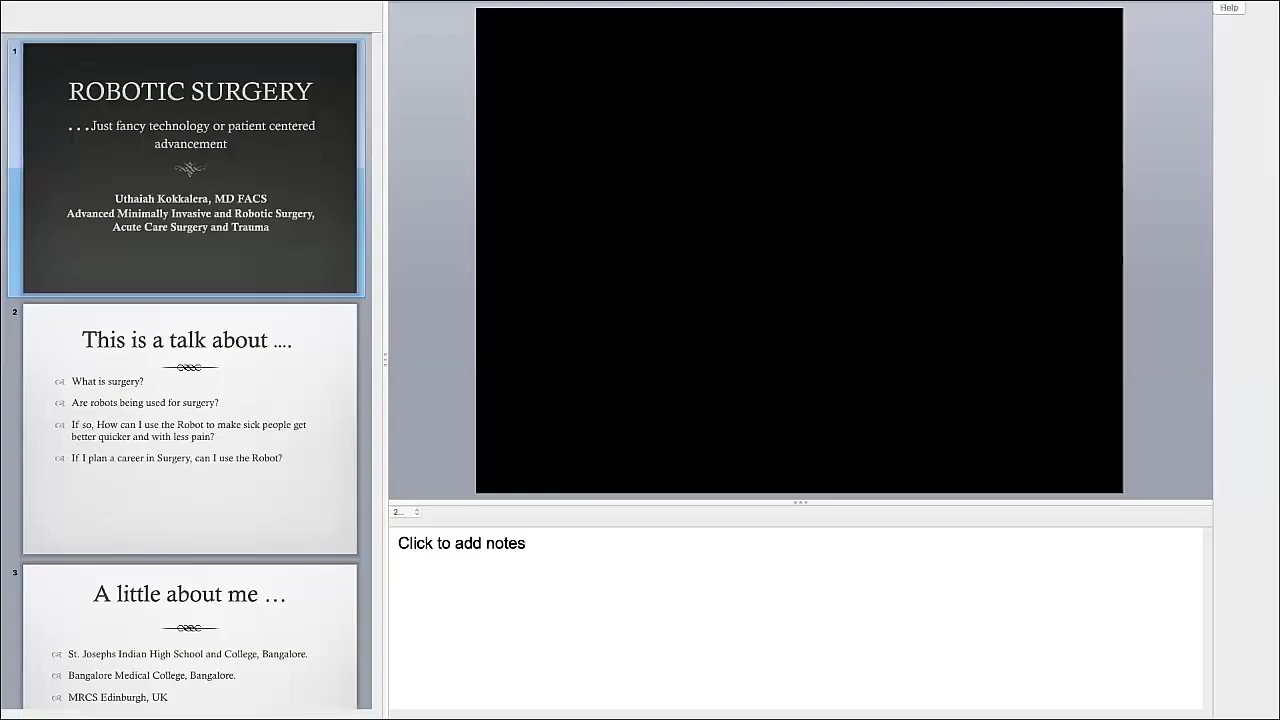 1
ROBOTIC SURGERY
...Just fancy technology or patient centered
advancement
Uthaiah Kokkalera, MD FACS
Advanced Minimally Invasive and Robotic Surgery,
Acute Care Surgery and Trauma
2
This is a talk about ....
What is surgery?
Are robots being used for surgery?
If so, How can I use the Robot to make sick people get
better quicker and with less pain?
If I plan a career in Surgery, can I use the Robot?
3
A little about me ...
St. Josephs Indian High School and College, Bangalore.
Bangalore Medical College, Bangalore.
MRCS Edinburgh, UK
2...
Click to add notes
Help